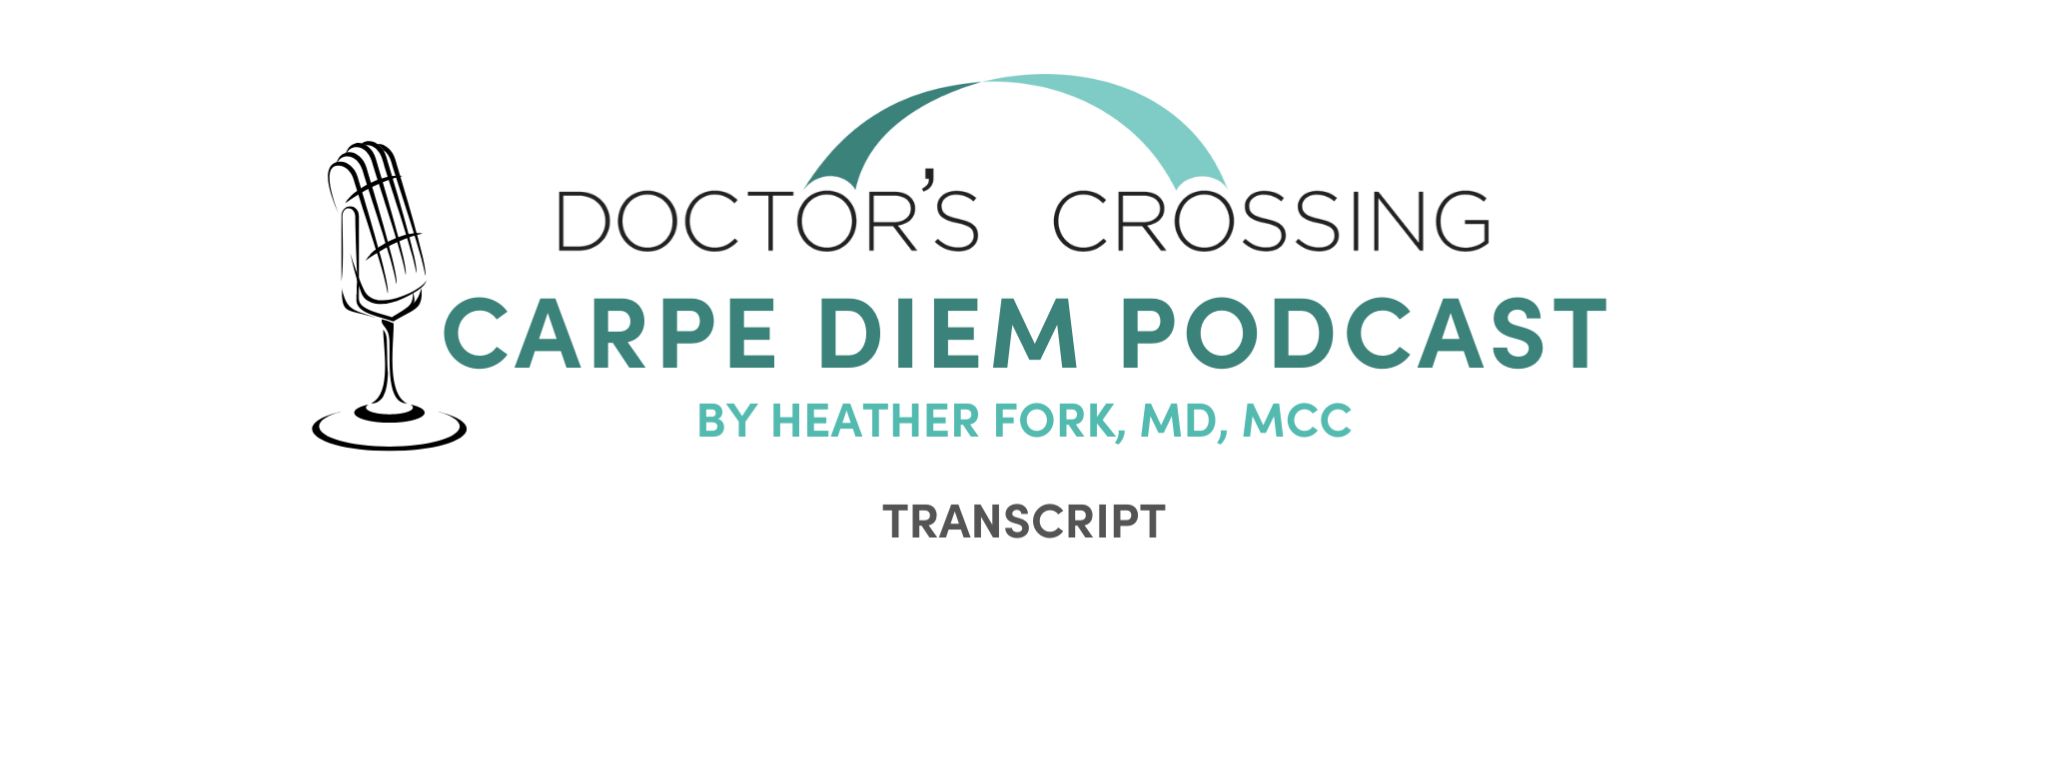 DOCTOR'S CROSSING
CARPE DIEM PODCAST
BY HEATHER FORK, MD, MCC
TRANSCRIPT